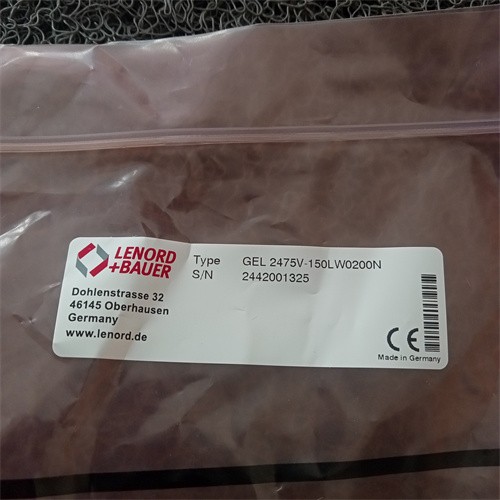 LENORD
+BAUER
Dohlenstrasse 32
46145 Oberhausen
Germany
www.lenord.de
Type GEL 2475V-150LW0200N
S/N 2442001325
CE
Made in Germany